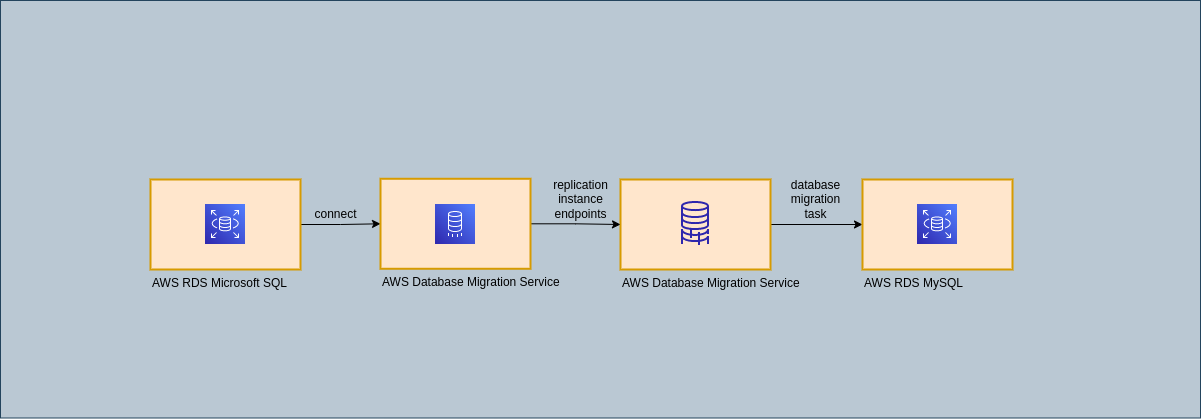 connect
replication
instance
endpoints
database
migration
task
AWS RDS Microsoft SQL
AWS Database Migration Service
AWS Database Migration Service
AWS RDS MySQL